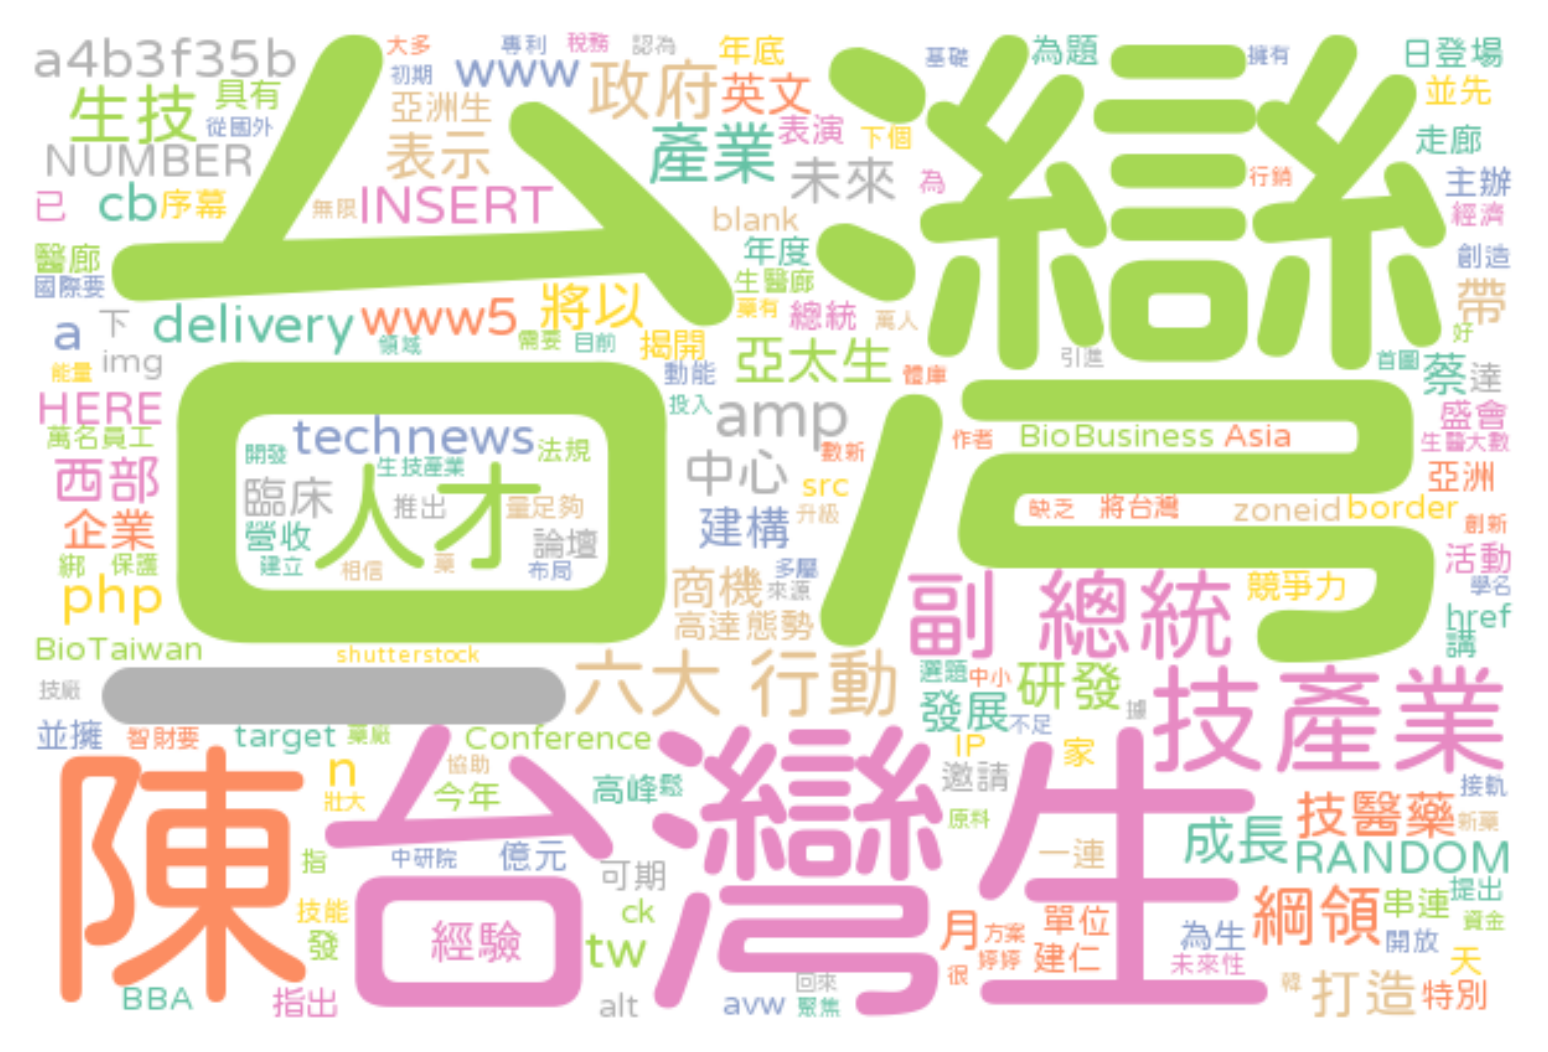 a4b3f35b
大多
初期
專利
稅務
認為
www
政府
年底
英文
基礎
為題
擁有
日登場
並先
生技
具有
從國外
亞洲生
表示
產業
表演
下個
走廊
NUMBER
未來
為
行銷
主辦
已
cb
序幕
無限
INSERT
blank
經濟
台灣
醫廊
國際要
年度
生醫廊
創造
帶
a
下
delivery
www5
將以
藥有
總統
萬人
好
img
領域
需要
目前
揭開
亞太生
引進
首圖
蔡
達
能量
動能
體庫
HERE
投入
amp
盛會
萬名員工
technews
法規
作者
BioBusiness
Asia
生醫大數
開發
生技產業
數新
西部
臨床
人才
推出
量足夠
中心
src
亞洲
企業
營收
論壇
建構
升級
缺乏
將台灣
zoneid
border
創新
綁
保護
建立
相信
藥
布局
活動
php
商機
多屬
來源
副 總統
競爭力
學名
高達態勢
href
講
BioTaiwan
shutterstock
六大 行動
選題
中小
研發
技產業
技廠
一
發展
不足
據
並擁
智財要
target
藥廠
Conference
IP
家
陳
n
協助
壯大
今年
高峰鬆
邀請
接軌
台灣生
原料
技醫藥
新藥
指
中研院
億元
可期
一連
成長
RANDOM
技能
經驗
ck
月
方案
單位
綱領
串連
提出
資金
發
tw
很
婷婷
建仁
為生
未來性
開放
天
BBA
指出
alt
avw
回來
聚焦
韓
打造
特別